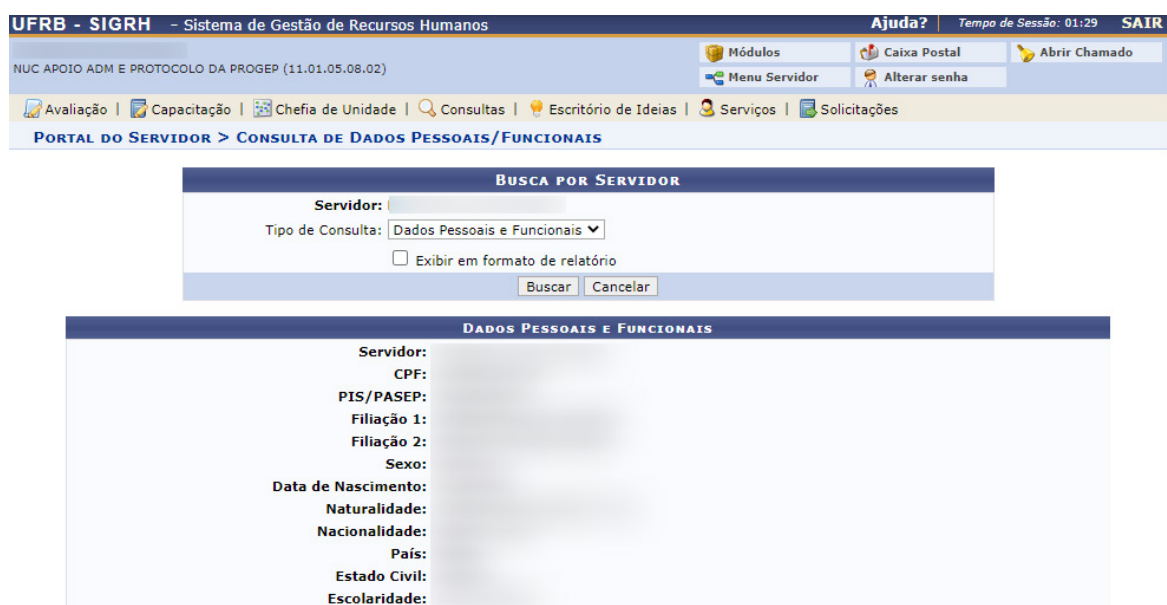 UFRB - SIGRH - Sistema de Gestão de Recursos Humanos Ajuda? Tempo de Sessão: 01:29 SAIR
Módulos Caixa Postal Abrir Chamado
NUC APOIO ADM E PROTOCOLO DA PROGEP (11.01.05.08.02)
Menu Servidor Alterar senha
Avaliação | Capacitação | Chefia de Unidade | Consultas | Escritório de Ideias | Serviços | Solicitações
PORTAL DO SERVIDOR > CONSULTA DE DADOS PESSOAIS/FUNCIONAIS
BUSCA POR SERVIDOR
Servidor:
Tipo de Consulta: Dados Pessoais e Funcionais
Exibir em formato de relatório
Buscar Cancelar
DADOS PESSOAIS E FUNCIONAIS
Servidor:
CPF:
PIS/PASEP:
Filiação 1:
Filiação 2:
Sexo:
Data de Nascimento:
Naturalidade:
Nacionalidade:
País:
Estado Civil:
Escolaridade: